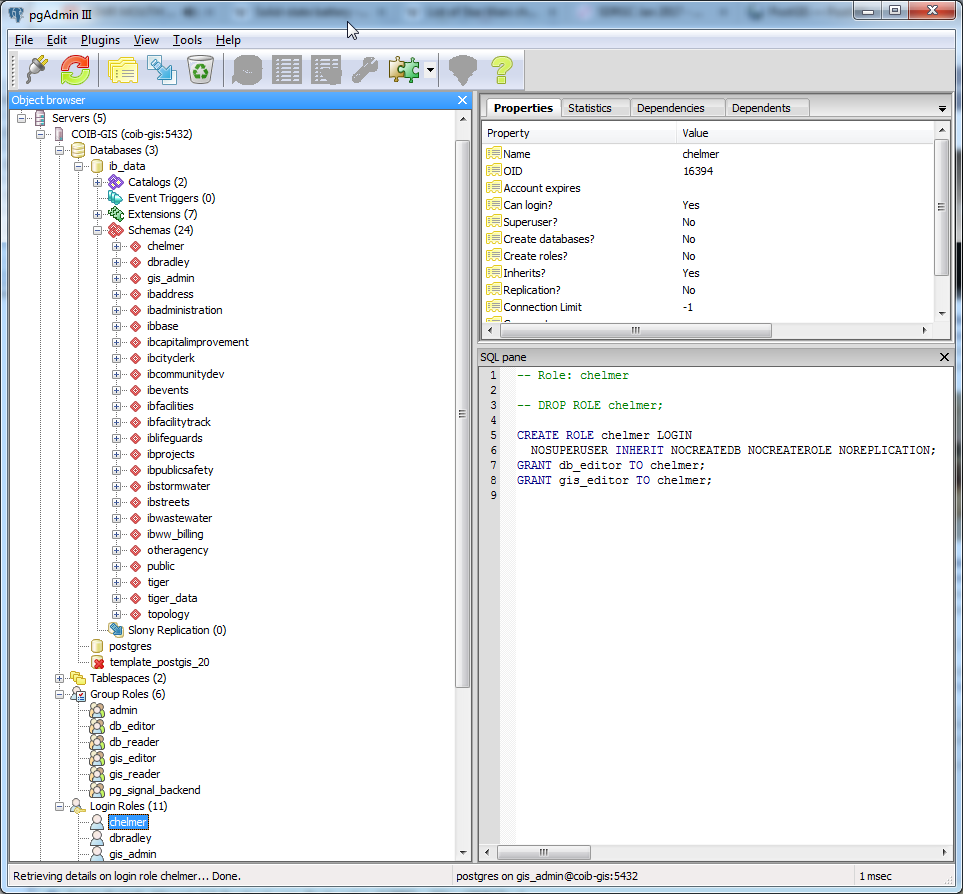 pgAdmin III
File Edit Plugins View Tools Help
Object browser
Servers (5)
COIB-GIS (coib-gis:5432)
Databases (3)
ib_data
Catalogs (2)
Event Triggers (0)
Extensions (7)
Schemas (24)
chelmer
dbradley
gis_admin
ibaddress
ibadministration
ibbase
ibcapitalimprovement
ibcityclerk
ibcommunitydev
ibevents
ibfacilities
ibfacilitytrack
iblifeguards
ibprojects
ibpublicsafety
ibstormwater
ibstreets
ibwastewater
ibww_billing
otheragency
public
tiger
tiger_data
topology
Slony Replication (0)
postgres
template_postgis_20
Tablespaces (2)
Group Roles (6)
admin
db_editor
db_reader
gis_editor
gis_reader
pg_signal_backend
Login Roles (11)
chelmer
dbradley
gis_admin
Properties Statistics Dependencies Dependents
Property Value
Name chelmer
OID 16394
Account expires
Can login? Yes
Superuser? No
Create databases? No
Create roles? No
Inherits? Yes
Replication? No
Connection Limit -1
SQL pane
1 -- Role: chelmer
2
3 -- DROP ROLE chelmer;
4
5 CREATE ROLE chelmer LOGIN
6 NOSUPERUSER INHERIT NOCREATEDB NOCREATEROLE NOREPLICATION;
7 GRANT db_editor TO chelmer;
8 GRANT gis_editor TO chelmer;
9
Retrieving details on login role chelmer... Done. postgres on gis_admin@coib-gis:5432 1 msec